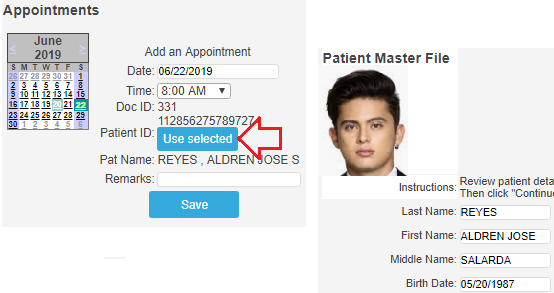 Appointments
< June >
2019
S M T W T F S
26 27 28 29 30 31 1
2 3 4 5 6 7 8
9 10 11 12 13 14 15
16 17 18 19 20 21 22
23 24 25 26 27 28 29
30 1 2 3 4 5 6
Add an Appointment
Date: 06/22/2019
Time: 8:00 AM
Doc ID: 331
112856275789727
Patient ID: Use selected
Pat Name: REYES , ALDREN JOSE S
Remarks:
Save
Patient Master File
Instructions: Review patient deta
Then click "Continue
Last Name: REYES
First Name: ALDREN JOSE
Middle Name: SALARDA
Birth Date: 05/20/1987